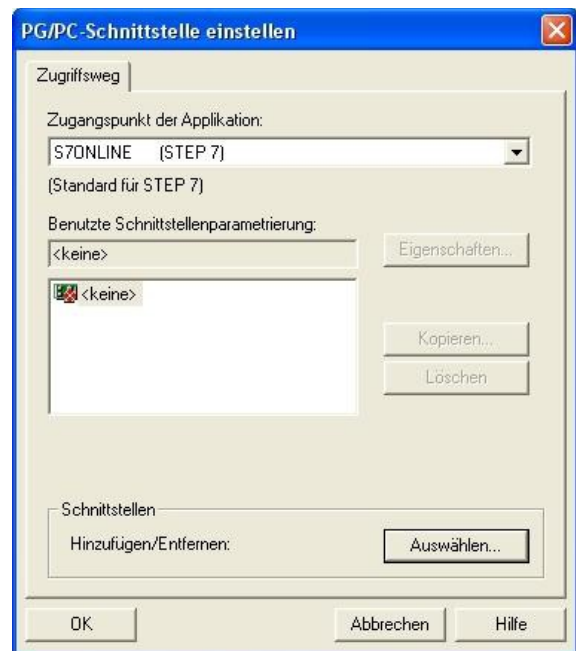 PG/PC-Schnittstelle einstellen
Zugriffsweg
Zugangspunkt der Applikation:
S7ONLINE (STEP 7)
(Standard für STEP 7)
Benutzte Schnittstellenparametrierung:
<keine>
Eigenschaften...
<keine>
Kopieren...
Löschen
Schnittstellen
Hinzufügen/Entfernen:
Auswählen...
OK
Abbrechen
Hilfe